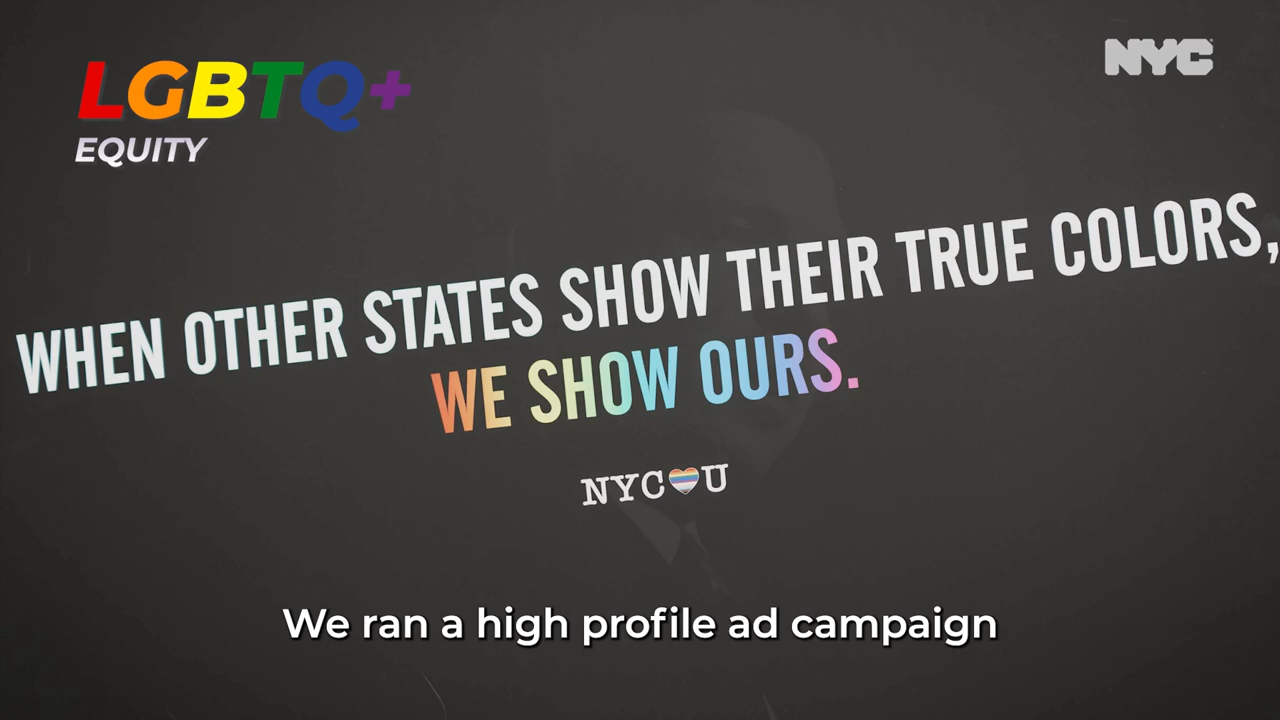 LGBTQ+
EQUITY
NYC
WHEN OTHER STATES SHOW THEIR TRUE COLORS,
WE SHOW OURS.
NYC🧡U
We ran a high profile ad campaign